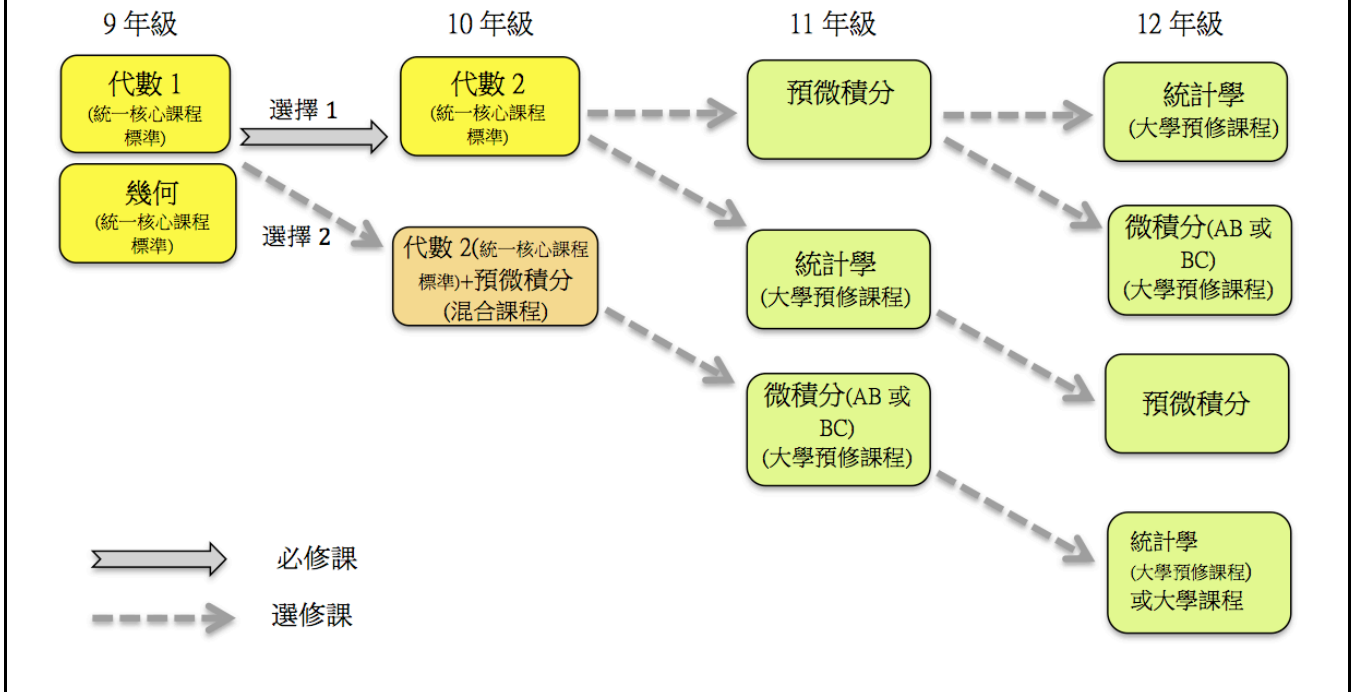 9 年級
10 年級
11 年級
12 年級
代數 1
(統一核心課程
標準)
選擇 1
代數 2
(統一核心課程
標準)
預微積分
統計學
(大學預修課程)
幾何
(統一核心課程
標準)
選擇 2
代數 2(統一核心課程
標準)+預微積分
(混合課程)
統計學
(大學預修課程)
微積分(AB 或
BC)
(大學預修課程)
微積分(AB 或
BC)
(大學預修課程)
預微積分
統計學
(大學預修課程)
或大學課程
必修課
選修課